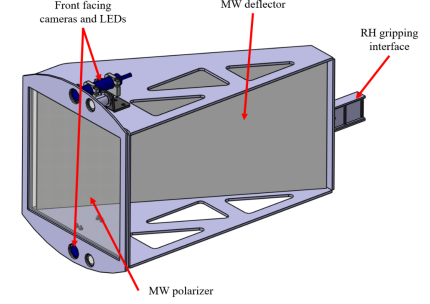 Front facing
cameras and LEDs
MW deflector
RH gripping
interface
MW polarizer